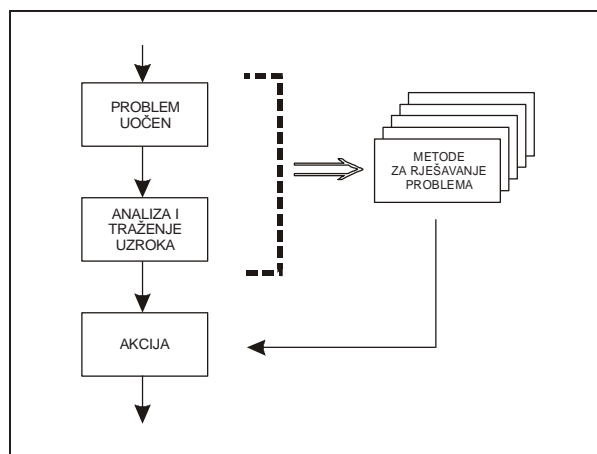 PROBLEM
UOČEN
ANALIZA I
TRAŽENJE
UZROKA
AKCIJA
METODE
ZA RJEŠAVANJE
PROBLEMA